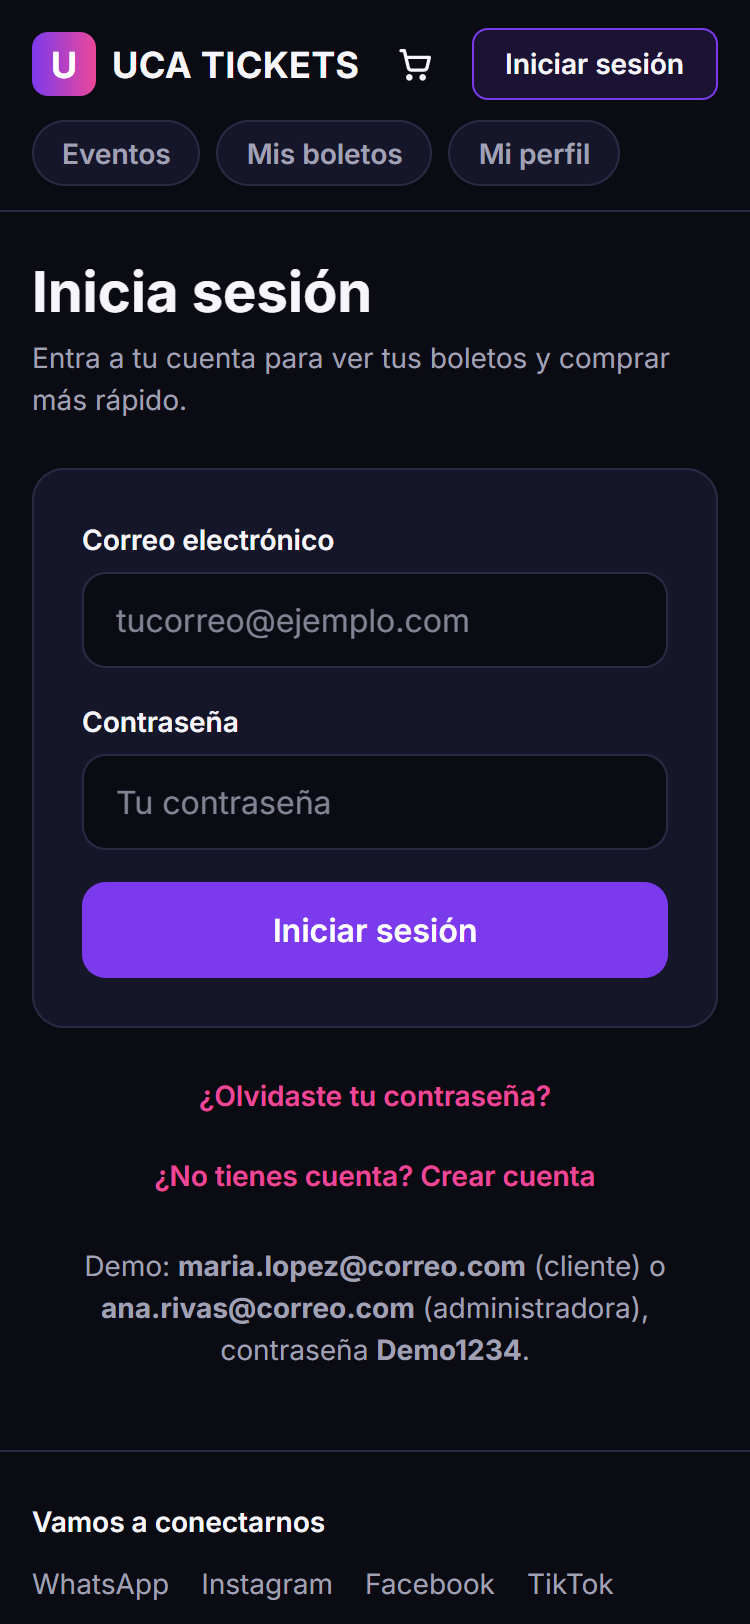 U UCA TICKETS Iniciar sesión
Eventos Mis boletos Mi perfil
Inicia sesión
Entra a tu cuenta para ver tus boletos y comprar
más rápido.
Correo electrónico
tucorreo@ejemplo.com
Contraseña
Tu contraseña
Iniciar sesión
¿Olvidaste tu contraseña?
¿No tienes cuenta? Crear cuenta
Demo: maria.lopez@correo.com (cliente) o
ana.rivas@correo.com (administradora),
contraseña Demo1234.
Vamos a conectarnos
WhatsApp Instagram Facebook TikTok